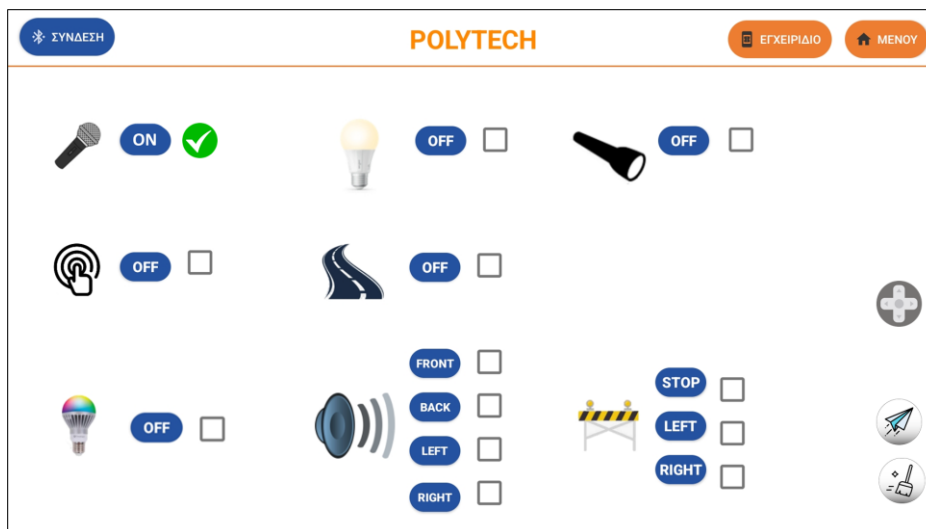 ΣΥΝΔΕΣΗ
POLYTECH
ΕΓΧΕΙΡΙΔΙΟ
ΜΕΝΟΥ
ON
OFF
OFF
OFF
OFF
OFF
FRONT
BACK
LEFT
RIGHT
STOP
LEFT
RIGHT